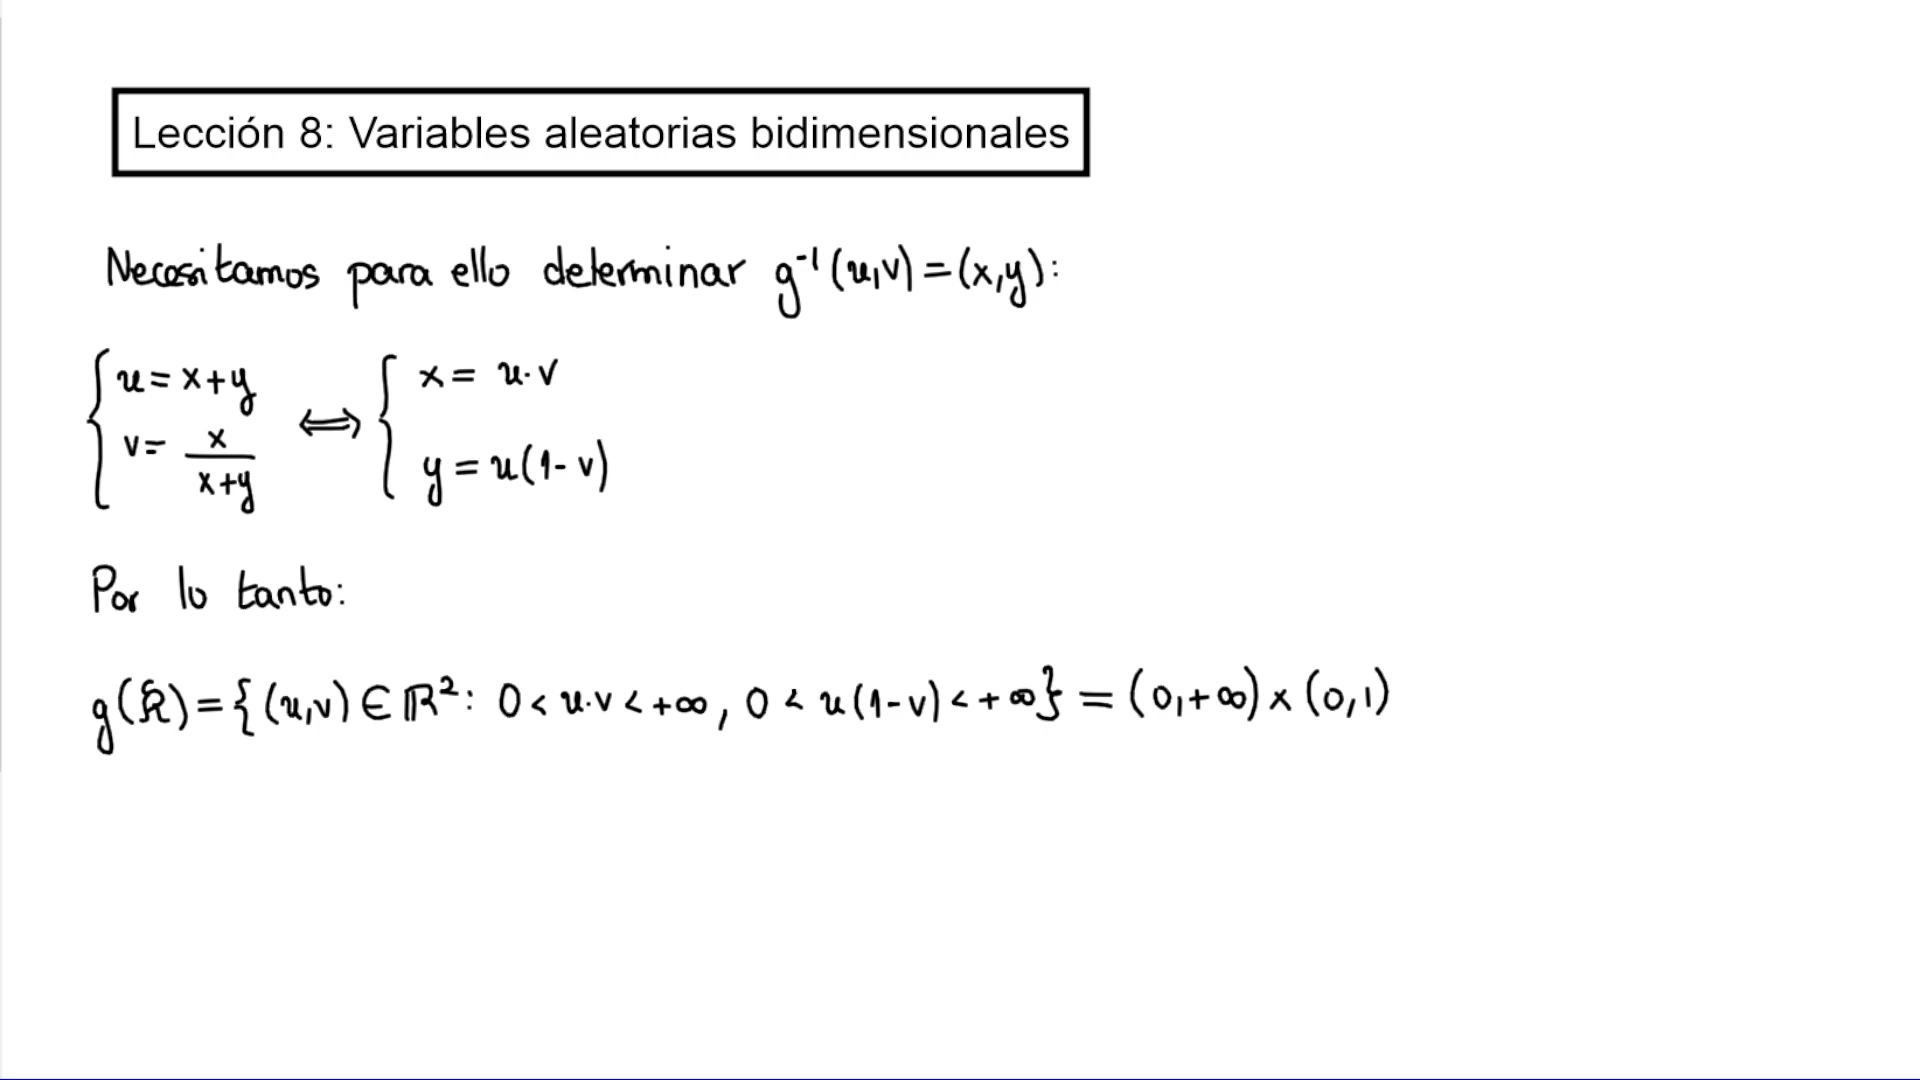 Lección 8: Variables aleatorias bidimensionales
Necesitamos para ello determinar g⁻¹(u,v)=(x,y):
{ u = x+y ⟺ { x = u·v
v = x/(x+y) y = u(1-v)
Por lo tanto:
g(𝒳) = {(u,v) ∈ ℝ²: 0 < u·v < +∞, 0 < u(1-v) < +∞} = (0,+∞) × (0,1)